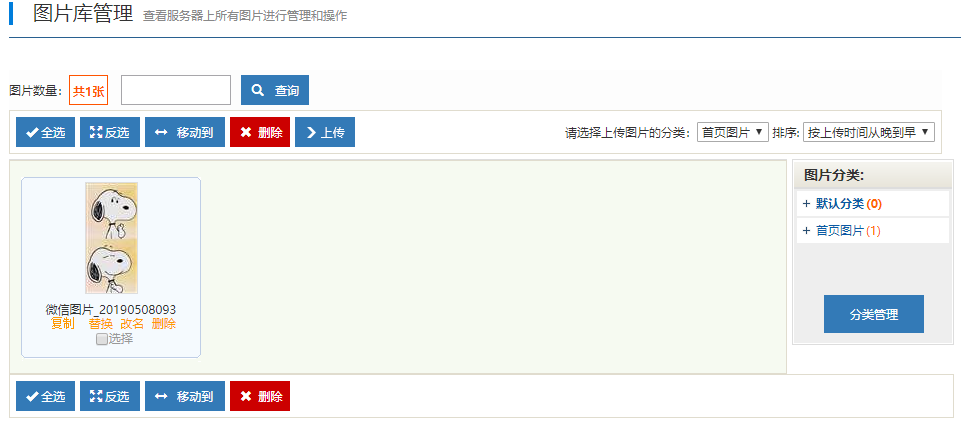 图片库管理 查看服务器上所有图片进行管理和操作
图片数量： 共1张 查询
全选 反选 移动到 删除 上传 请选择上传图片的分类： 首页图片 排序: 按上传时间从晚到早
图片分类:
+ 默认分类 (0)
+ 首页图片 (1)
微信图片_20190508093
复制 替换 改名 删除
选择
分类管理
全选 反选 移动到 删除